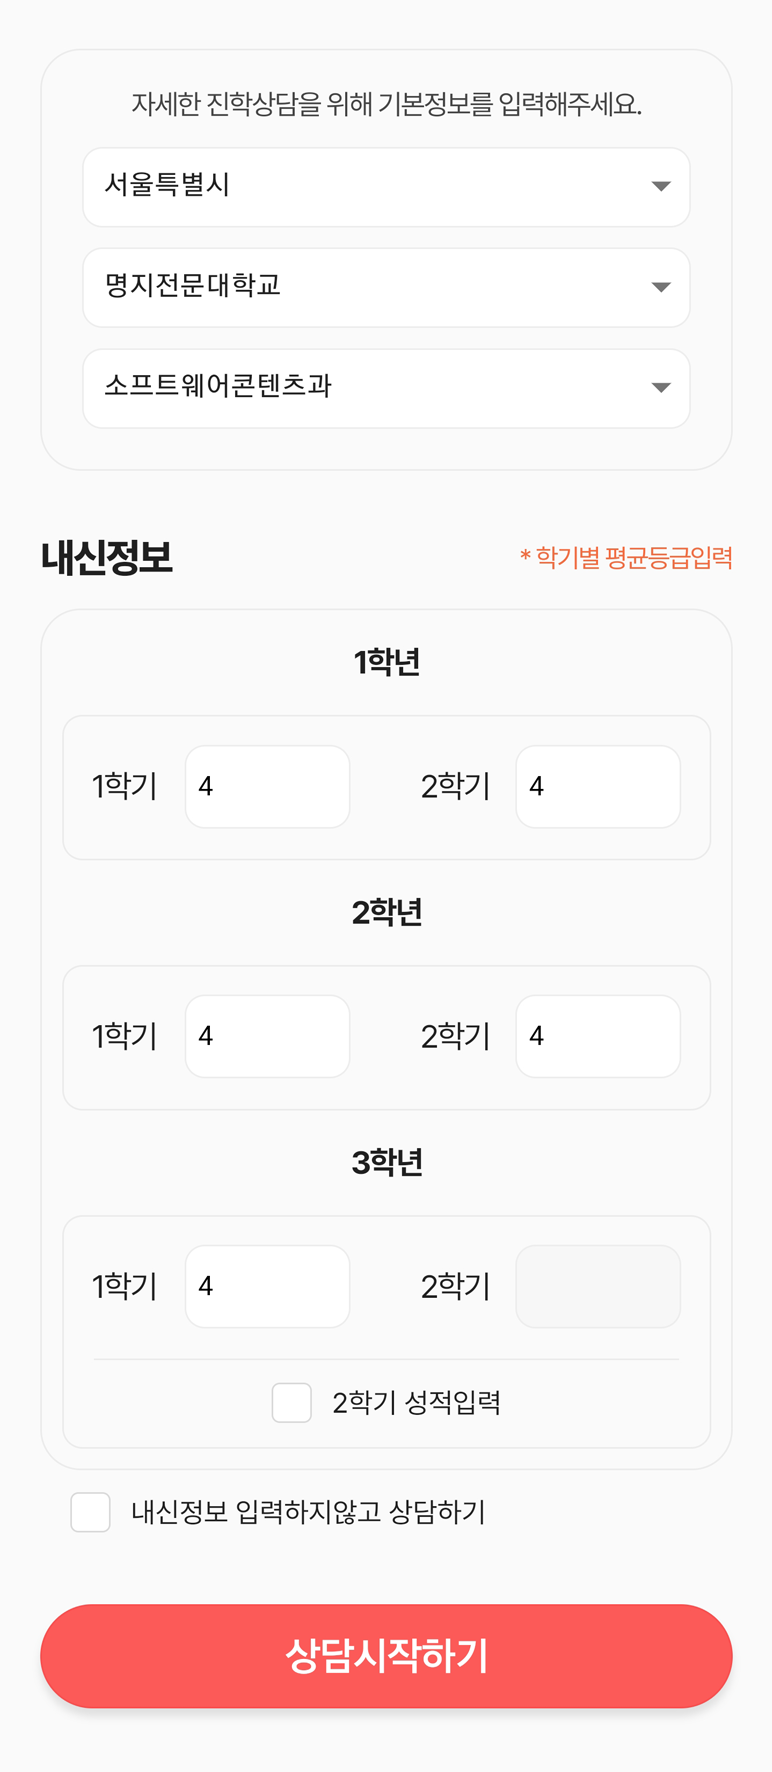 자세한 진학상담을 위해 기본정보를 입력해주세요.
서울특별시
명지전문대학교
소프트웨어콘텐츠과
내신정보 * 학기별 평균등급입력
1학년
1학기 4 2학기 4
2학년
1학기 4 2학기 4
3학년
1학기 4 2학기
2학기 성적입력
내신정보 입력하지않고 상담하기
상담시작하기